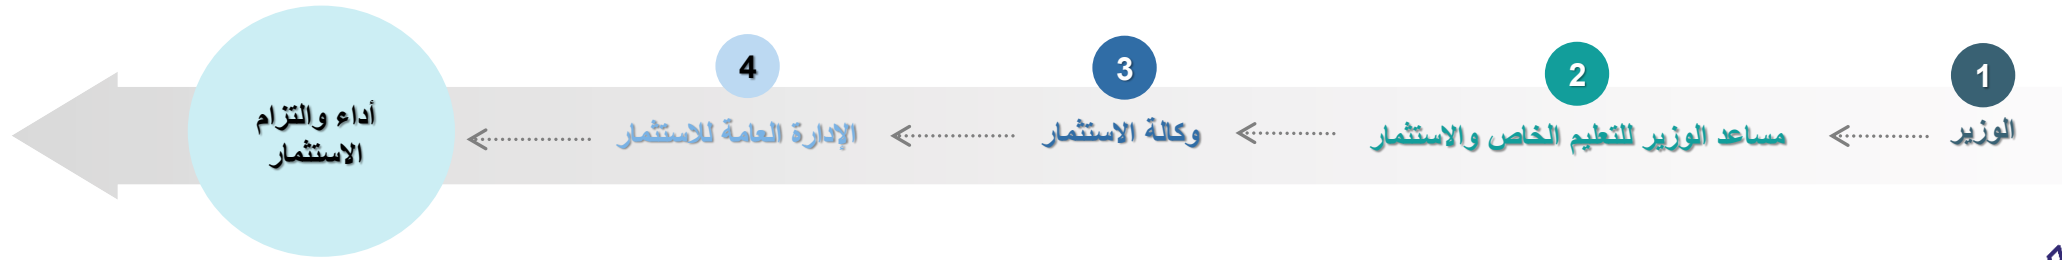 1
الوزير
2
مساعد الوزير للتعليم الخاص والاستثمار
3
وكالة الاستثمار
4
الإدارة العامة للاستثمار
أداء والتزام
الاستثمار